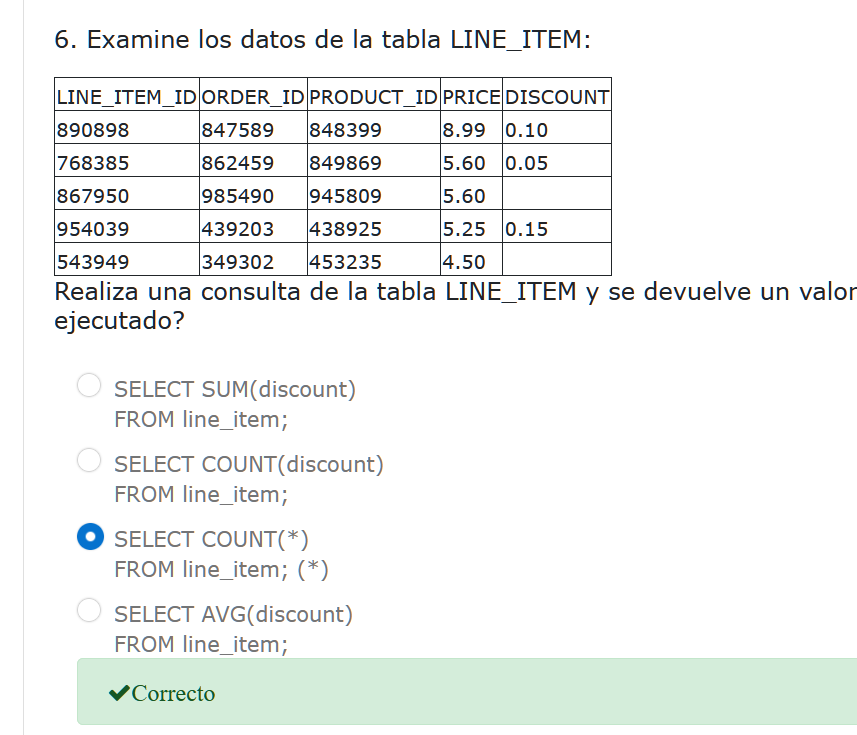 6. Examine los datos de la tabla LINE_ITEM:
LINE_ITEM_ID ORDER_ID PRODUCT_ID PRICE DISCOUNT
890898 847589 848399 8.99 0.10
768385 862459 849869 5.60 0.05
867950 985490 945809 5.60
954039 439203 438925 5.25 0.15
543949 349302 453235 4.50
Realiza una consulta de la tabla LINE_ITEM y se devuelve un valor
ejecutado?
SELECT SUM(discount)
FROM line_item;
SELECT COUNT(discount)
FROM line_item;
SELECT COUNT(*)
FROM line_item; (*)
SELECT AVG(discount)
FROM line_item;
✔Correcto